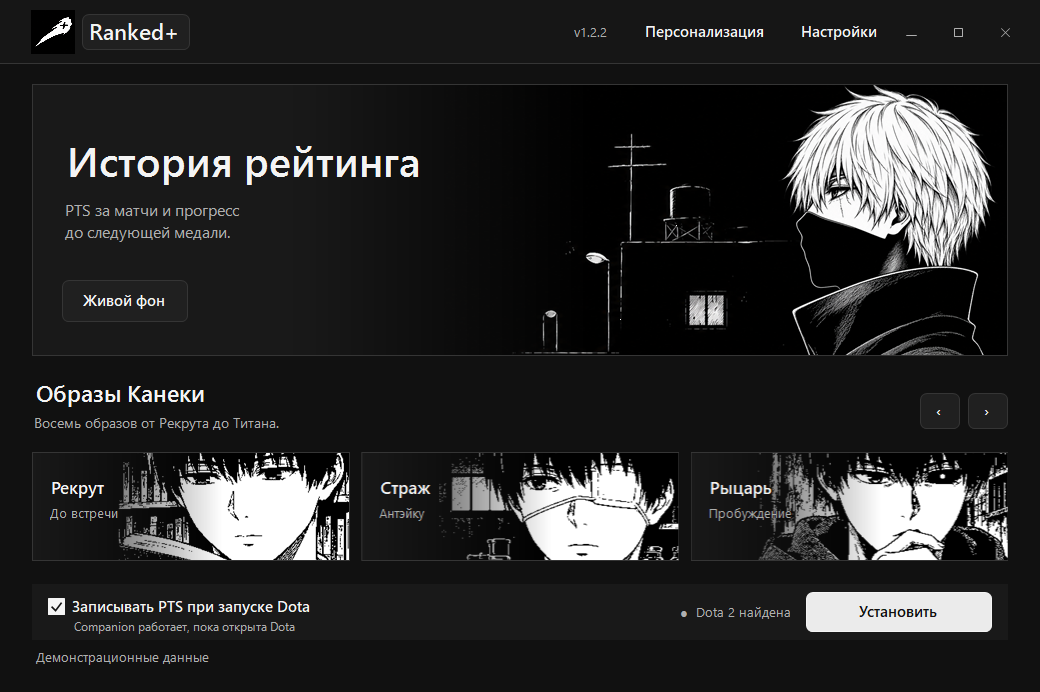 Ranked+
v1.2.2
Персонализация
Настройки
История рейтинга
PTS за матчи и прогресс
до следующей медали.
Живой фон
Образы Канеки
Восемь образов от Рекрута до Титана.
‹
›
Рекрут
До встречи
Страж
Антэйку
Рыцарь
Пробуждение
Записывать PTS при запуске Dota
Companion работает, пока открыта Dota
Dota 2 найдена
Установить
Демонстрационные данные